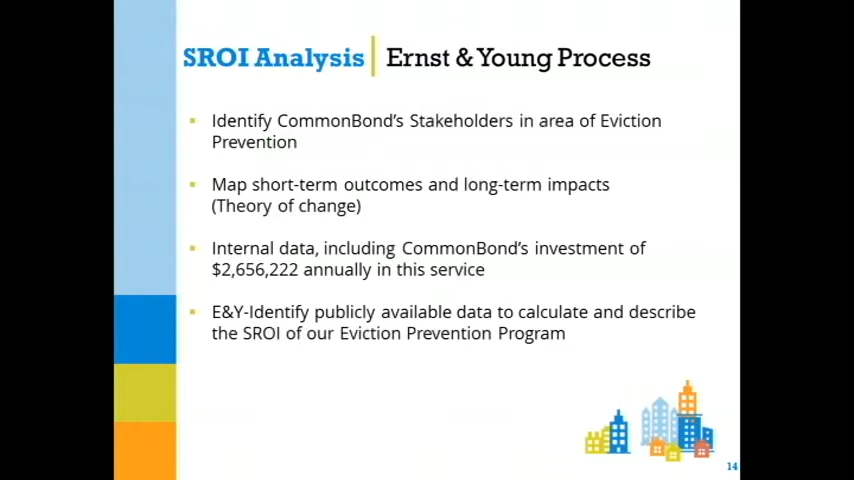 SROI Analysis | Ernst & Young Process
Identify CommonBond's Stakeholders in area of Eviction
Prevention
Map short-term outcomes and long-term impacts
(Theory of change)
Internal data, including CommonBond's investment of
$2,656,222 annually in this service
E&Y-Identify publicly available data to calculate and describe
the SROI of our Eviction Prevention Program
14